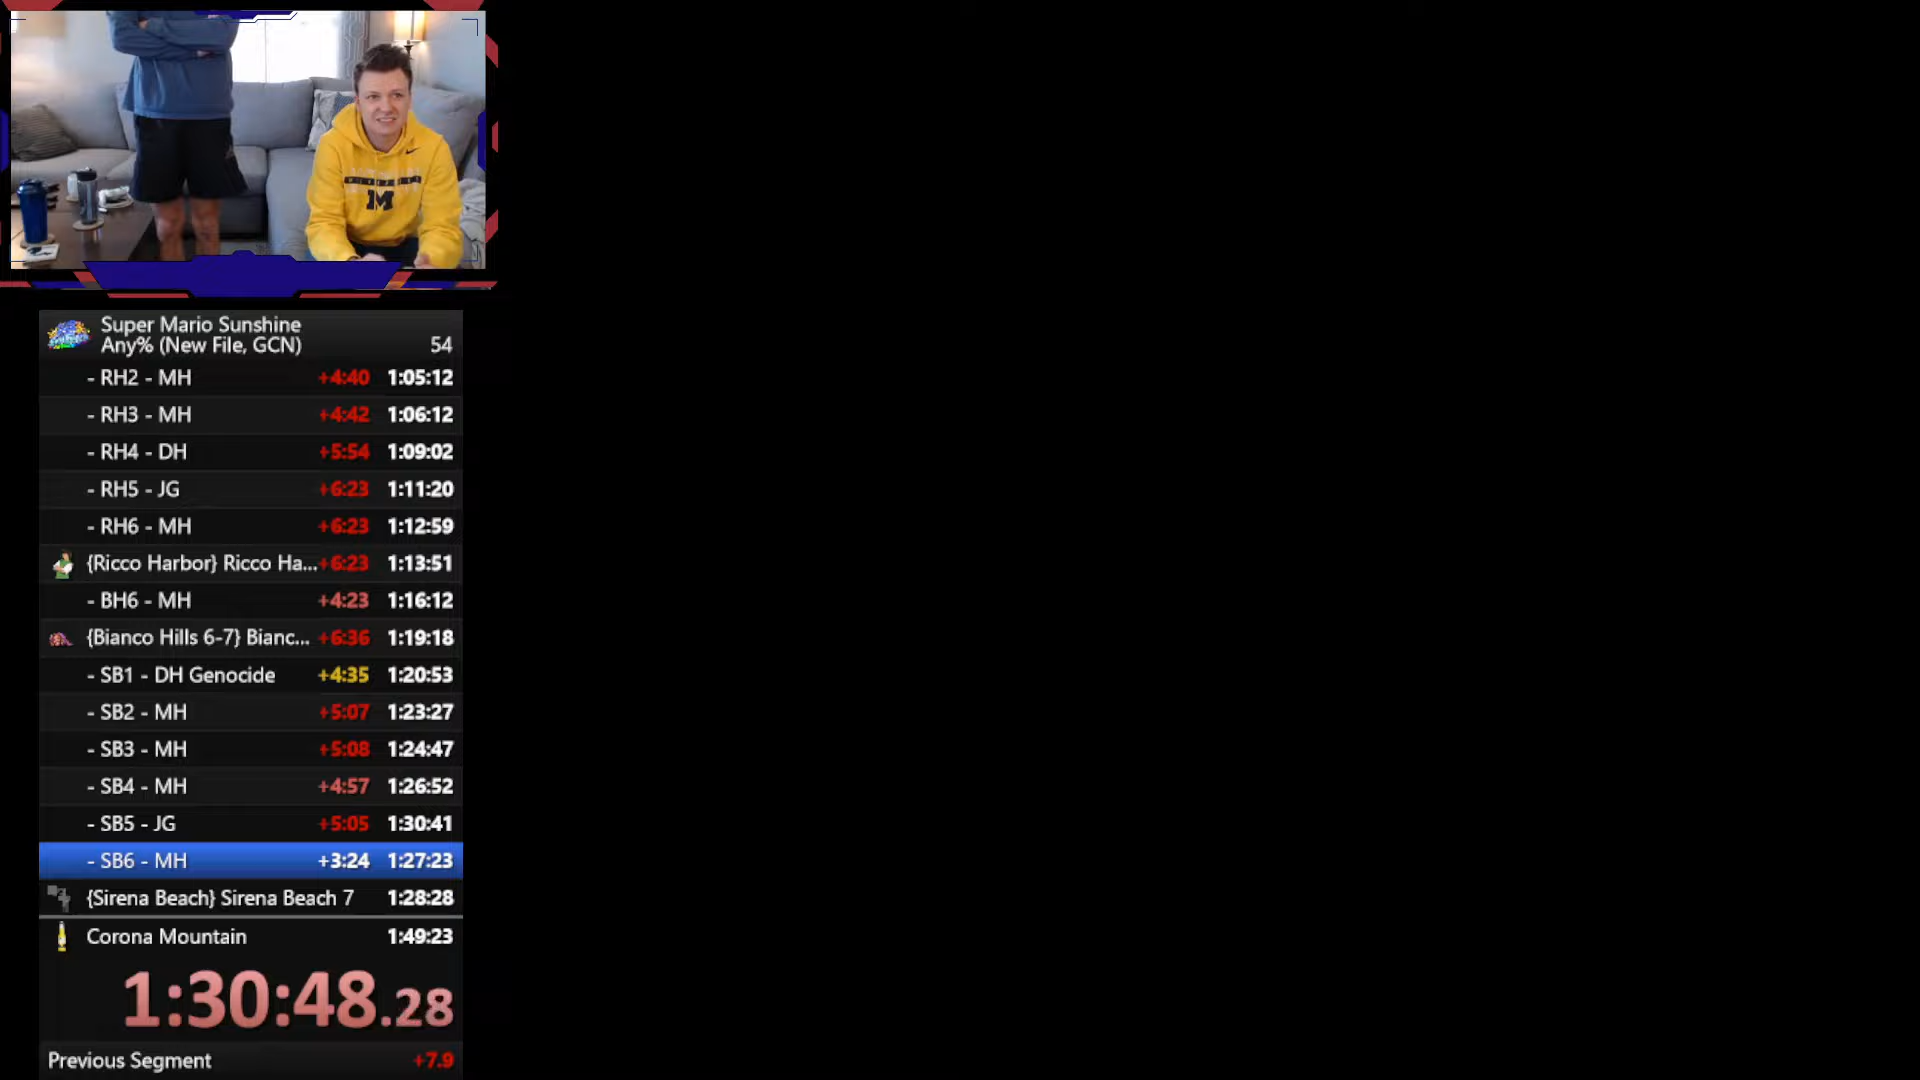 M
Super Mario Sunshine
Any% (New File, GCN) 54
- RH2 - MH +4:40 1:05:12
- RH3 - MH +4:42 1:06:12
- RH4 - DH +5:54 1:09:02
- RH5 - JG +6:23 1:11:20
- RH6 - MH +6:23 1:12:59
{Ricco Harbor} Ricco Ha... +6:23 1:13:51
- BH6 - MH +4:23 1:16:12
{Bianco Hills 6-7} Bianc... +6:36 1:19:18
- SB1 - DH Genocide +4:35 1:20:53
- SB2 - MH +5:07 1:23:27
- SB3 - MH +5:08 1:24:47
- SB4 - MH +4:57 1:26:52
- SB5 - JG +5:05 1:30:41
- SB6 - MH +3:24 1:27:23
{Sirena Beach} Sirena Beach 7 1:28:28
Corona Mountain 1:49:23
1:30:48.28
Previous Segment +7.9